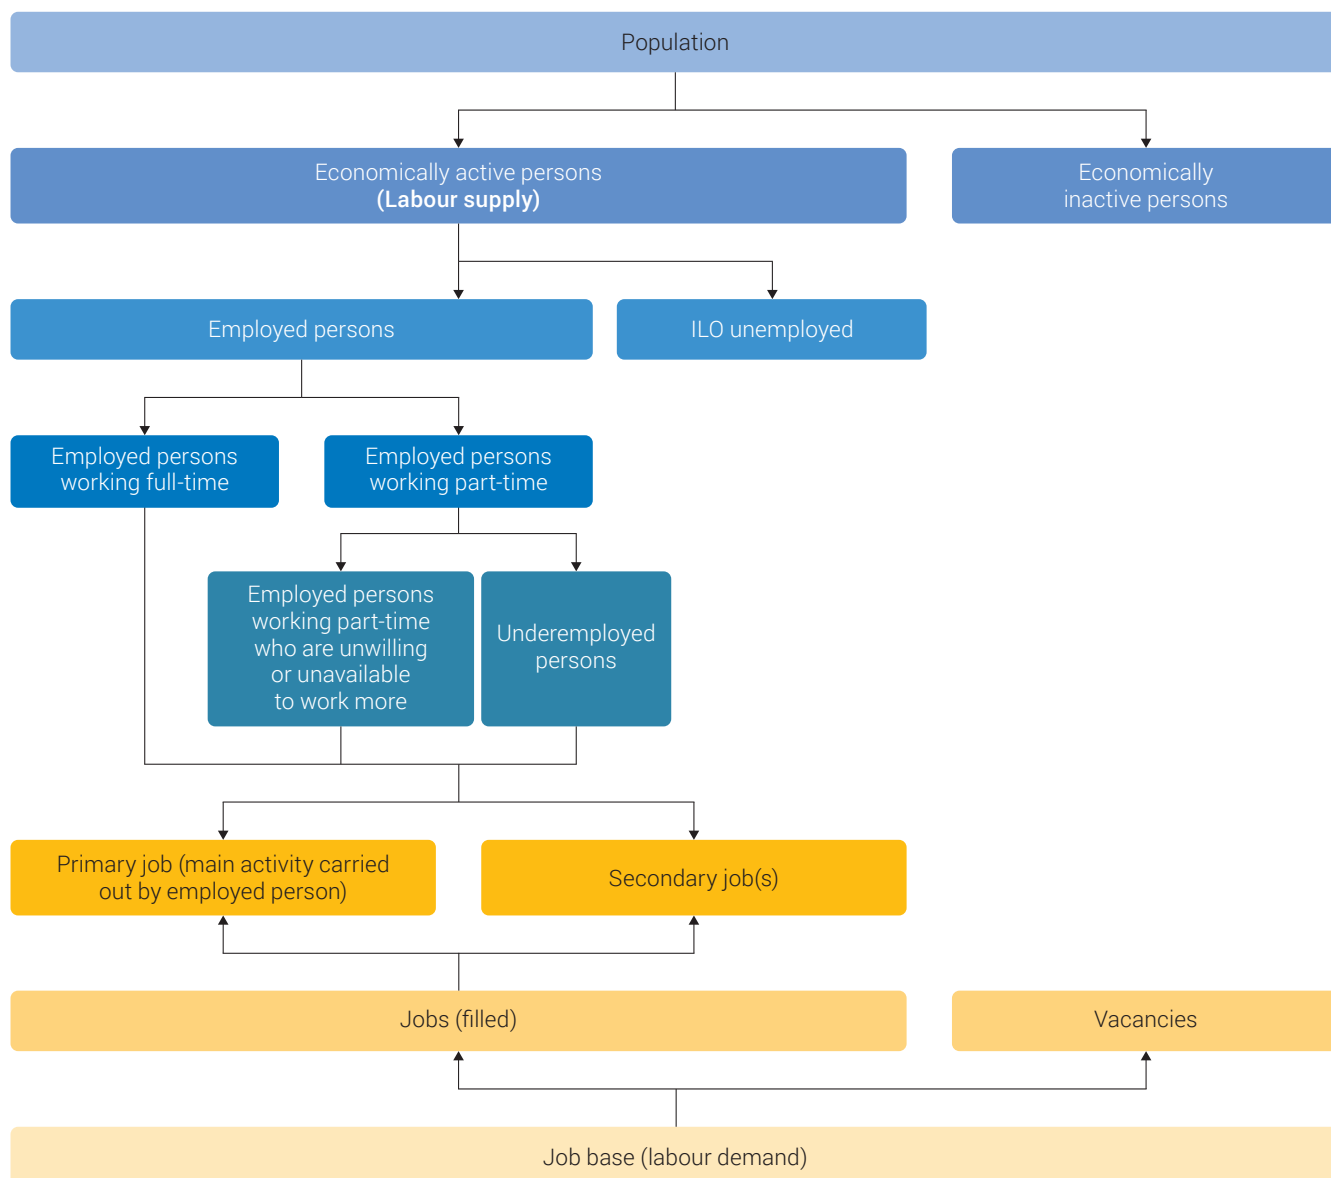 Population
Economically active persons
(Labour supply)
Economically
inactive persons
Employed persons
ILO unemployed
Employed persons
working full-time
Employed persons
working part-time
Employed persons
working part-time
who are unwilling
or unavailable
to work more
Underemployed
persons
Primary job (main activity carried
out by employed person)
Secondary job(s)
Jobs (filled)
Vacancies
Job base (labour demand)